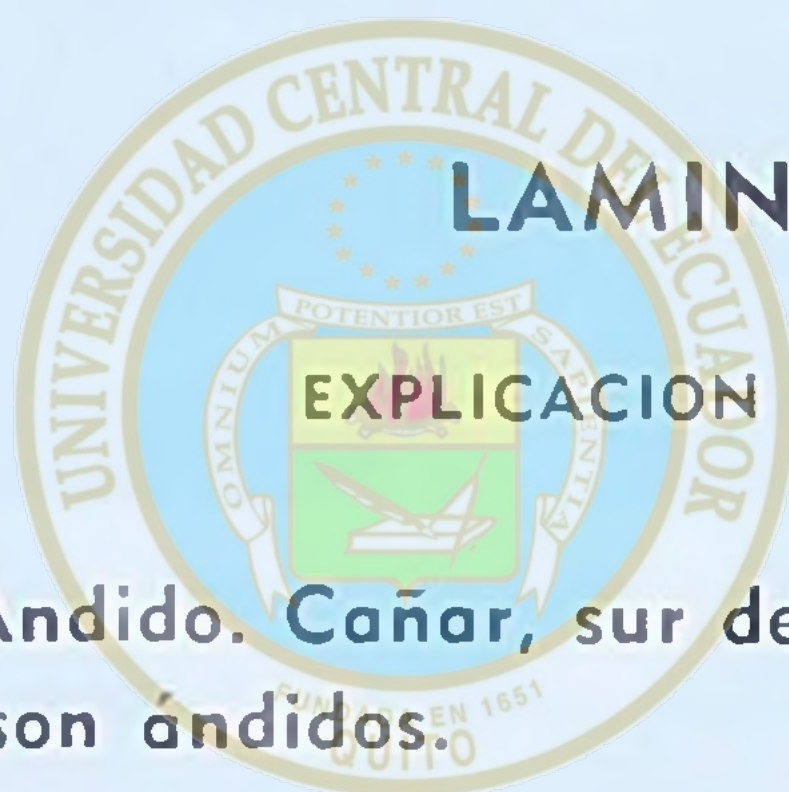 UNIVERSIDAD CENTRAL DEL ECUADOR
LAMIN
POTENTIOR EST
OMNIUM
SAPIENTIA
EXPLICACION
Andido. Cañar, sur de
FUNDADA EN 1651
son ándidos.
QUITO